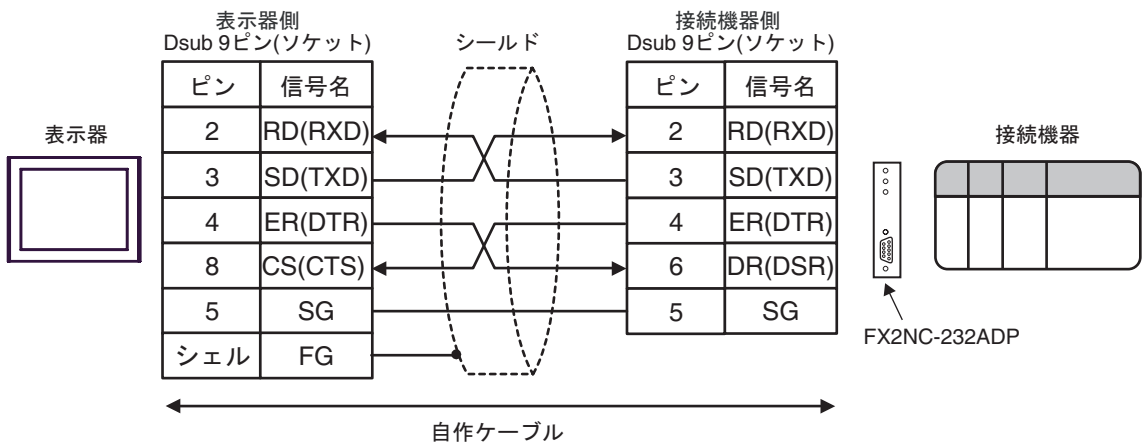 表示器側
Dsub 9ピン(ソケット)
シールド
接続機器側
Dsub 9ピン(ソケット)
ピン 信号名
ピン 信号名
表示器
2 RD(RXD)
2 RD(RXD)
接続機器
3 SD(TXD)
3 SD(TXD)
4 ER(DTR)
4 ER(DTR)
8 CS(CTS)
6 DR(DSR)
5 SG
5 SG
FX2NC-232ADP
シェル FG
自作ケーブル